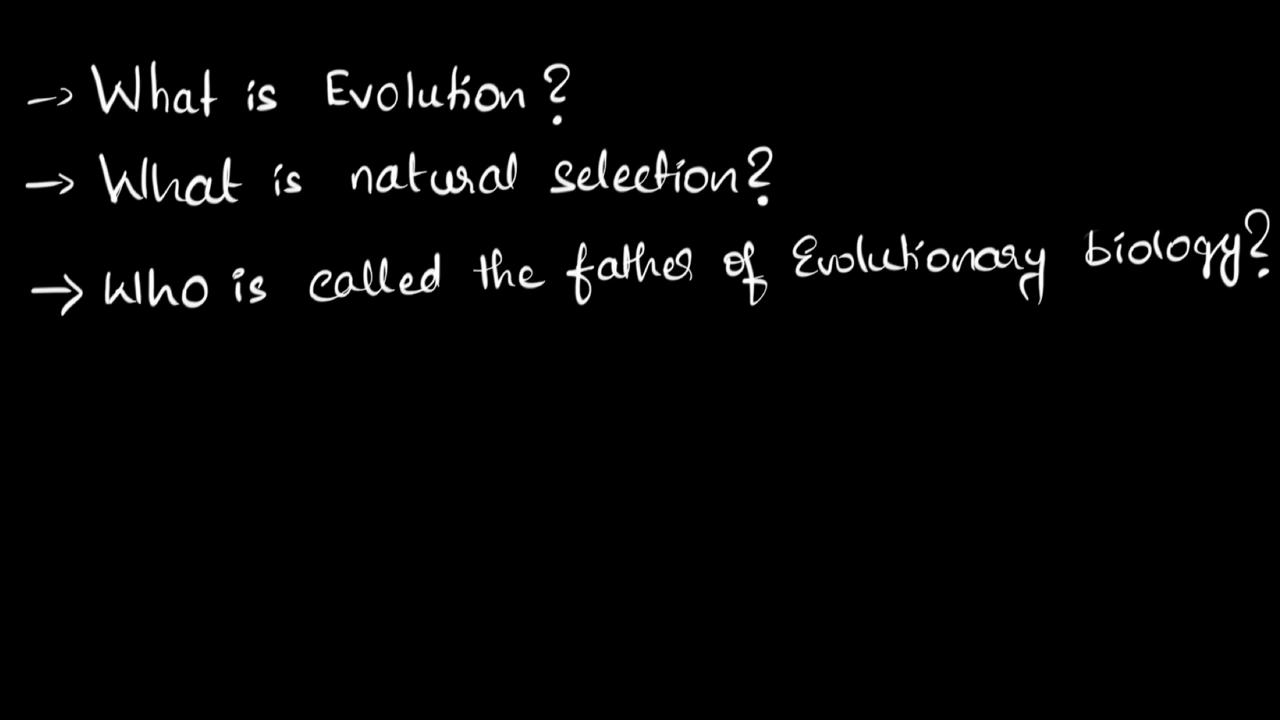 → What is Evolution?
→ What is natural selection?
→ Who is called the father of Evolutionary biology?